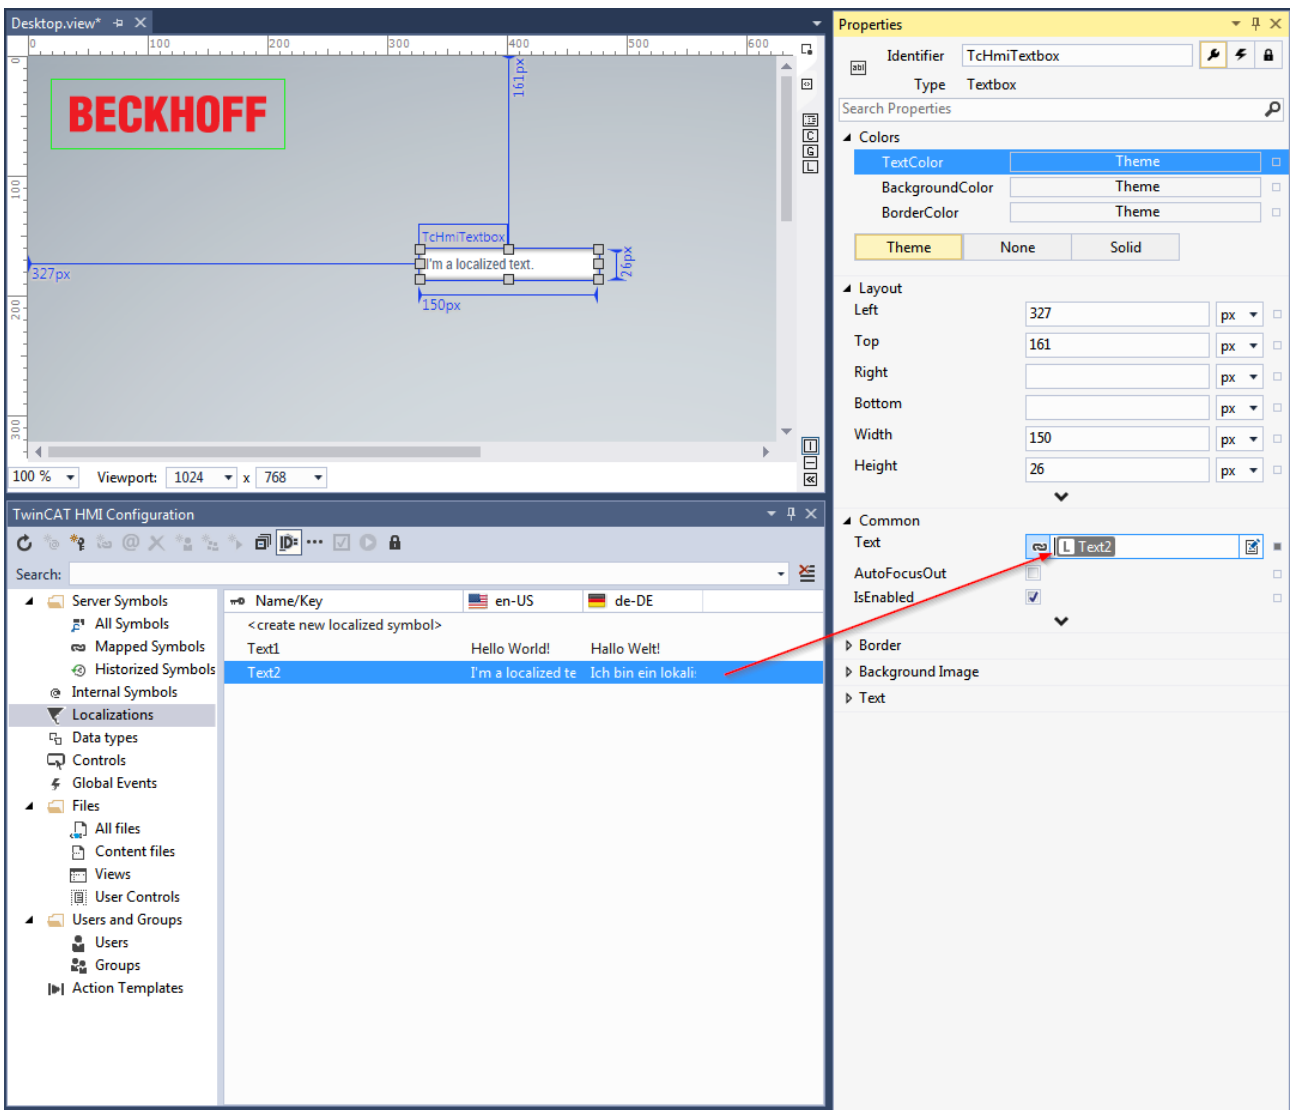 Desktop.view*
0 100 200 300 400 500 600
0
100
200
300
BECKHOFF
161px
TcHmiTextbox
I'm a localized text.
327px
26px
150px
100 % Viewport: 1024 x 768
TwinCAT HMI Configuration
ID:
Search:
Server Symbols
All Symbols
Mapped Symbols
Historized Symbols
Internal Symbols
Localizations
Data types
Controls
Global Events
Files
All files
Content files
Views
User Controls
Users and Groups
Users
Groups
Action Templates
Name/Key en-US de-DE
<create new localized symbol>
Text1 Hello World! Hallo Welt!
Text2 I'm a localized te Ich bin ein lokali
Properties
Identifier TcHmiTextbox
abl
Type Textbox
Search Properties
Colors
TextColor Theme
BackgroundColor Theme
BorderColor Theme
Theme None Solid
Layout
Left 327 px
Top 161 px
Right px
Bottom px
Width 150 px
Height 26 px
Common
Text L Text2
AutoFocusOut
IsEnabled
Border
Background Image
Text
C
G
L